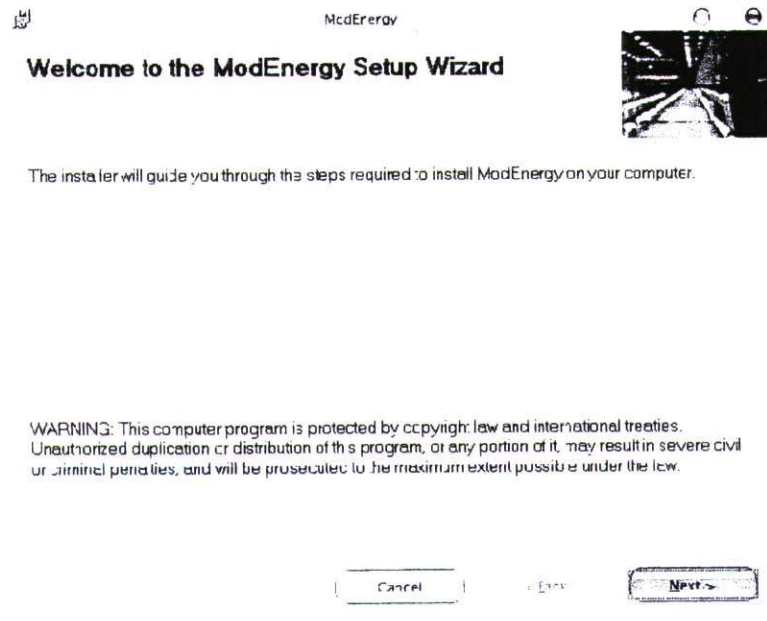 ModEnergy
Welcome to the ModEnergy Setup Wizard
The installer will guide you through the steps required to install ModEnergy on your computer.
WARNING: This computer program is protected by copyright law and international treaties.
Unauthorized duplication or distribution of this program, or any portion of it, may result in severe civil
or criminal penalties, and will be prosecuted to the maximum extent possible under the law.
Cancel
< Back
Next >